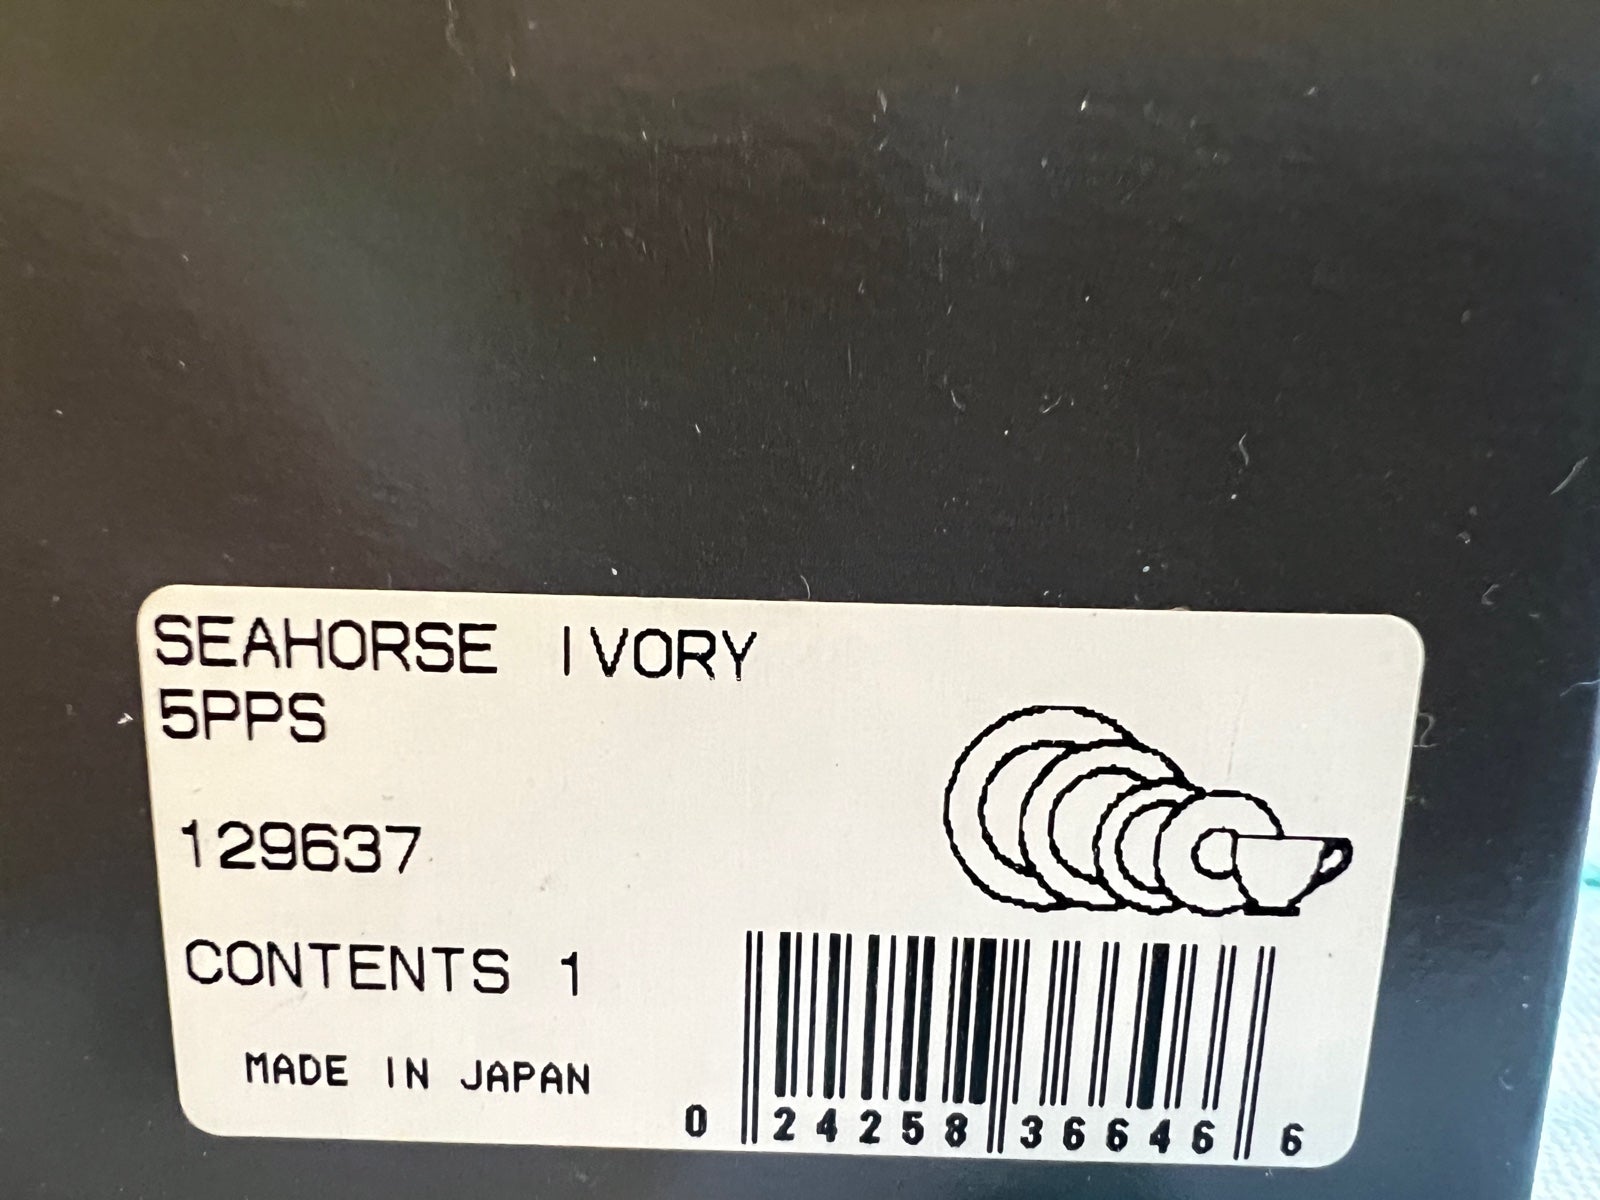 SEAHORSE IVORY
5PPS
129637
CONTENTS 1
MADE IN JAPAN
0 24258 36646 6